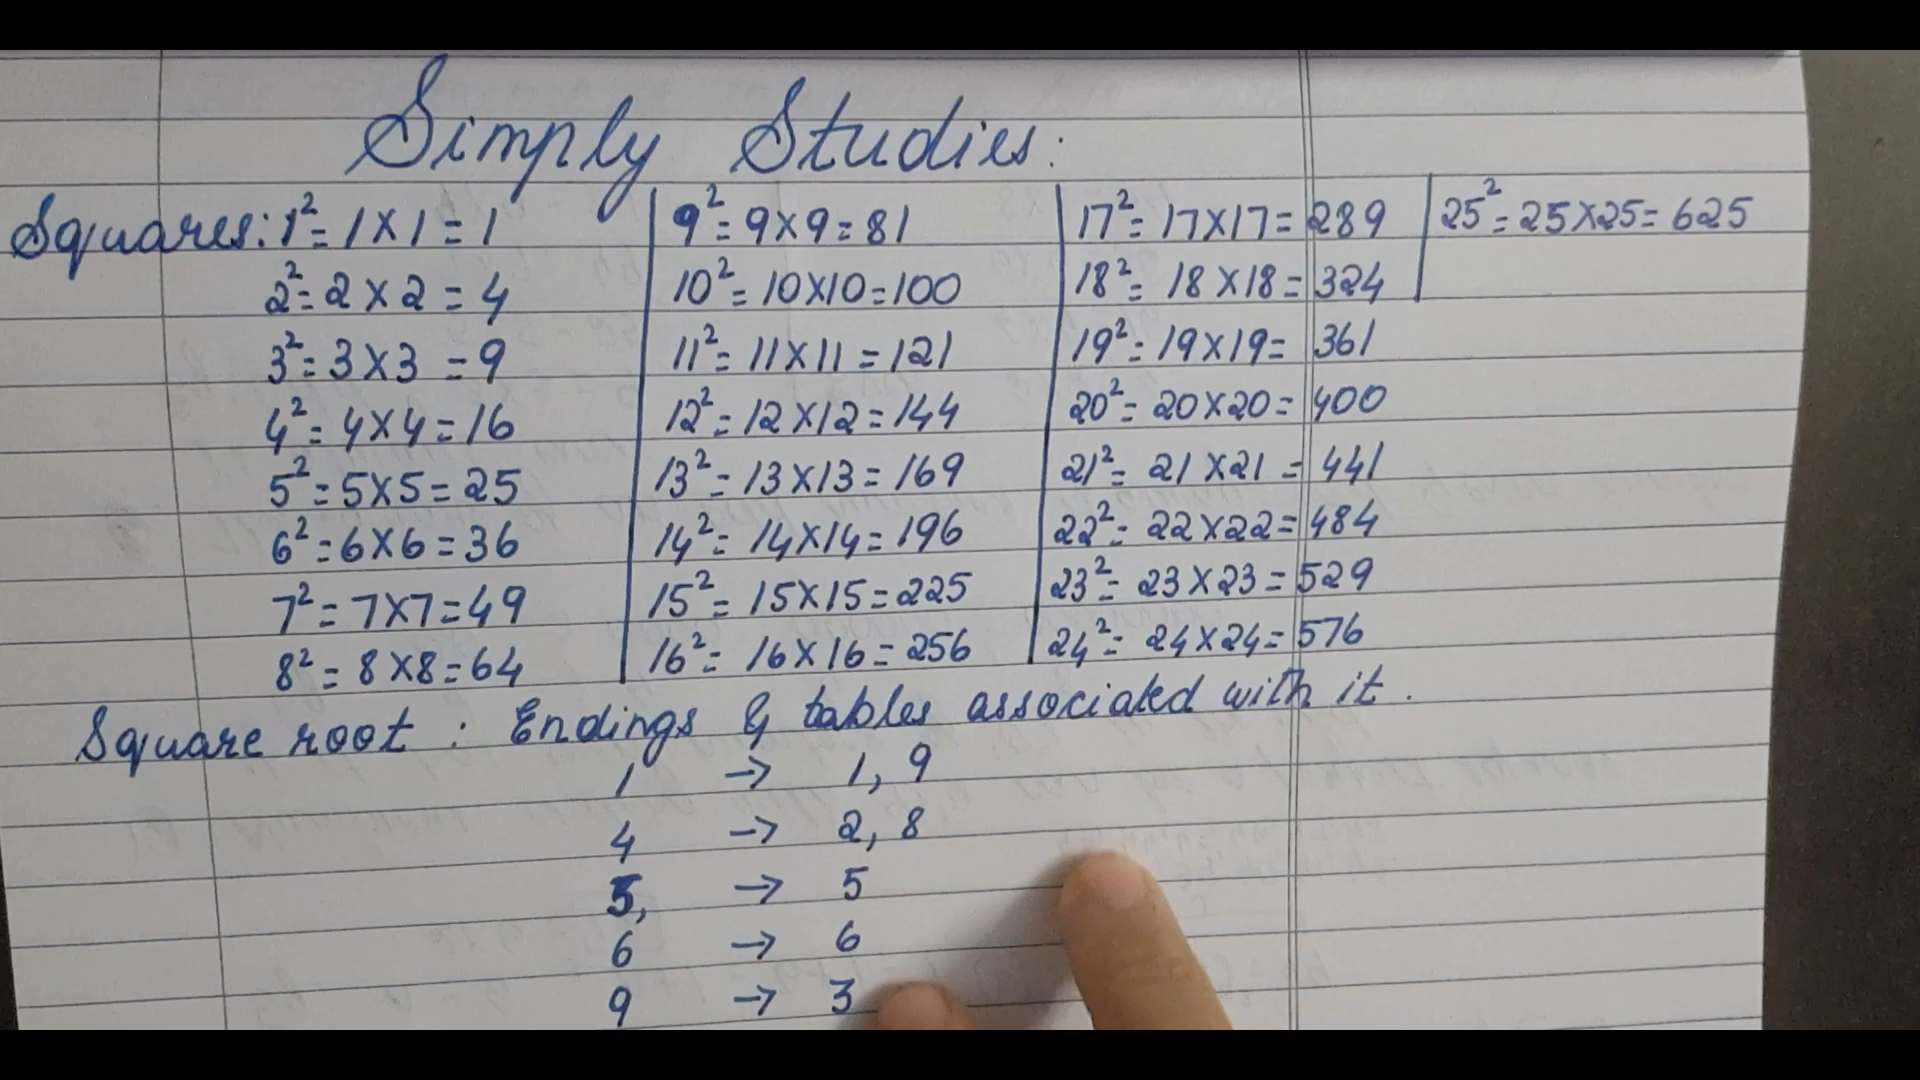 Simply Studies:
Squares: 1² = 1 X 1 = 1
2² = 2 X 2 = 4
3² = 3 X 3 = 9
4² = 4 X 4 = 16
5² = 5 X 5 = 25
6² = 6 X 6 = 36
7² = 7 X 7 = 49
8² = 8 X 8 = 64
9² = 9 X 9 = 81
10² = 10 X 10 = 100
11² = 11 X 11 = 121
12² = 12 X 12 = 144
13² = 13 X 13 = 169
14² = 14 X 14 = 196
15² = 15 X 15 = 225
16² = 16 X 16 = 256
17² = 17 X 17 = 289
18² = 18 X 18 = 324
19² = 19 X 19 = 361
20² = 20 X 20 = 400
21² = 21 X 21 = 441
22² = 22 X 22 = 484
23² = 23 X 23 = 529
24² = 24 X 24 = 576
25² = 25 X 25 = 625
Square root : Endings & tables associated with it.
1 → 1, 9
4 → 2, 8
5, → 5
6 → 6
9 → 3